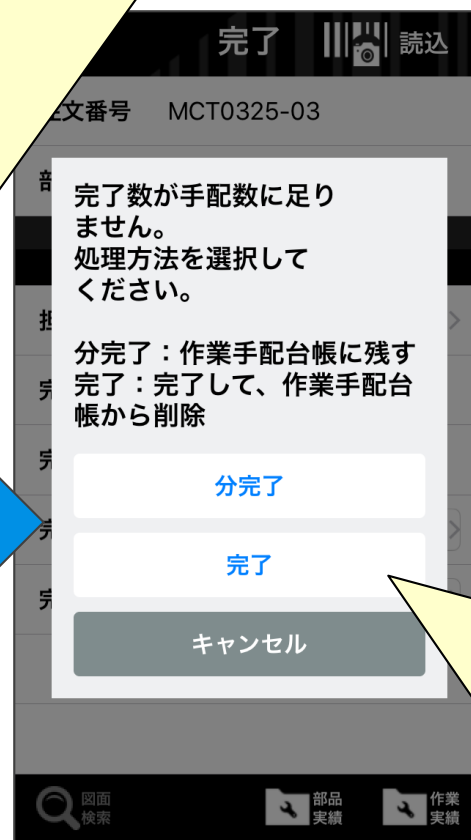 完了 読込
文番号 MCT0325-03
完了数が手配数に足り
ません。
処理方法を選択して
ください。
分完了：作業手配台帳に残す
完了：完了して、作業手配台
帳から削除
分完了
完了
キャンセル
図面
検索
部品
実績
作業
実績